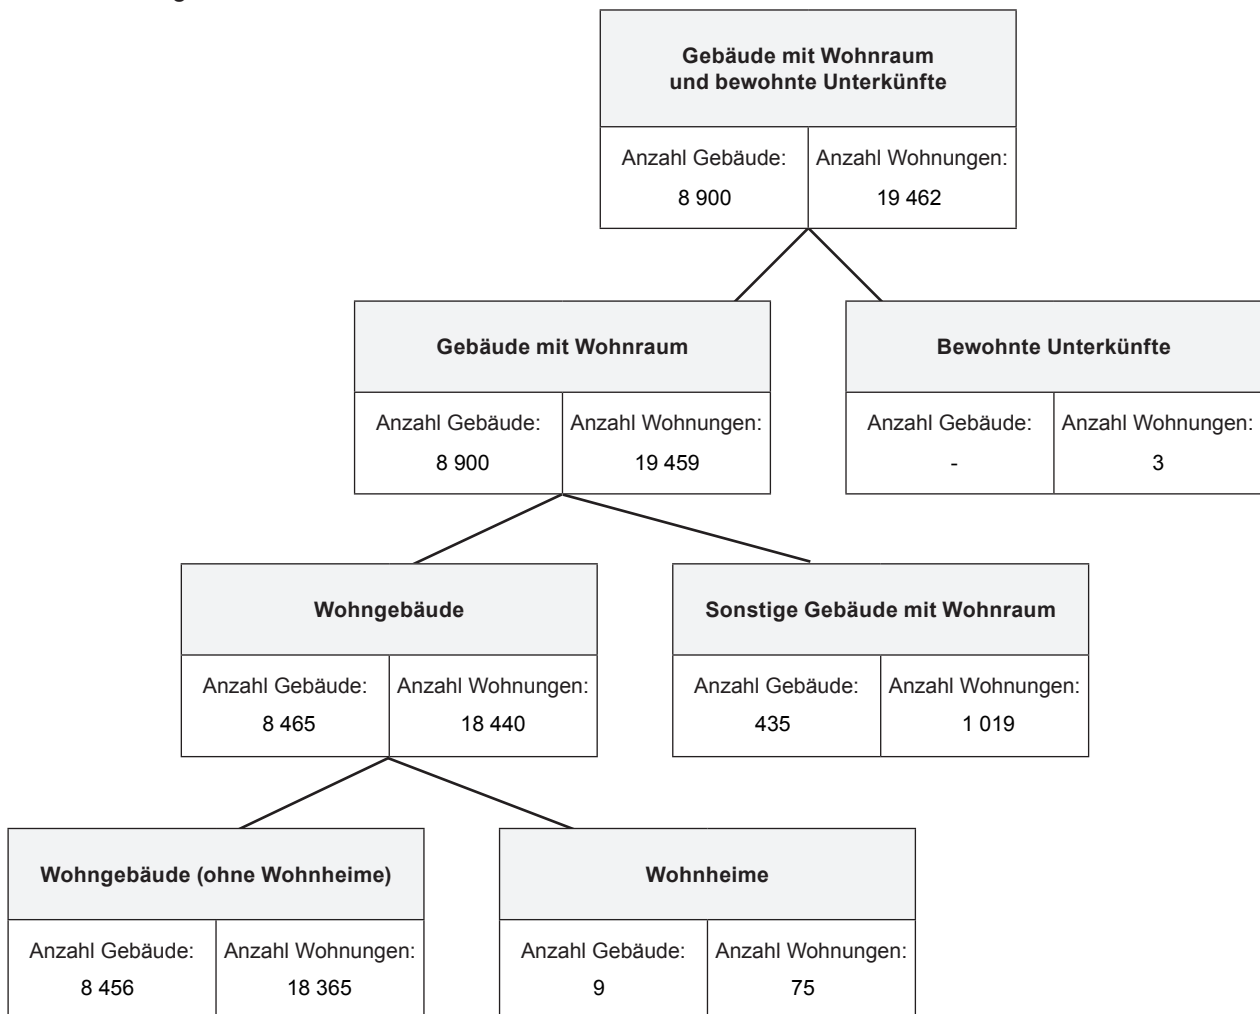 Gebäude mit Wohnraum
und bewohnte Unterkünfte
Anzahl Gebäude: Anzahl Wohnungen:
8 900 19 462
Gebäude mit Wohnraum
Anzahl Gebäude: Anzahl Wohnungen:
8 900 19 459
Bewohnte Unterkünfte
Anzahl Gebäude: Anzahl Wohnungen:
- 3
Wohngebäude
Anzahl Gebäude: Anzahl Wohnungen:
8 465 18 440
Sonstige Gebäude mit Wohnraum
Anzahl Gebäude: Anzahl Wohnungen:
435 1 019
Wohngebäude (ohne Wohnheime)
Anzahl Gebäude: Anzahl Wohnungen:
8 456 18 365
Wohnheime
Anzahl Gebäude: Anzahl Wohnungen:
9 75